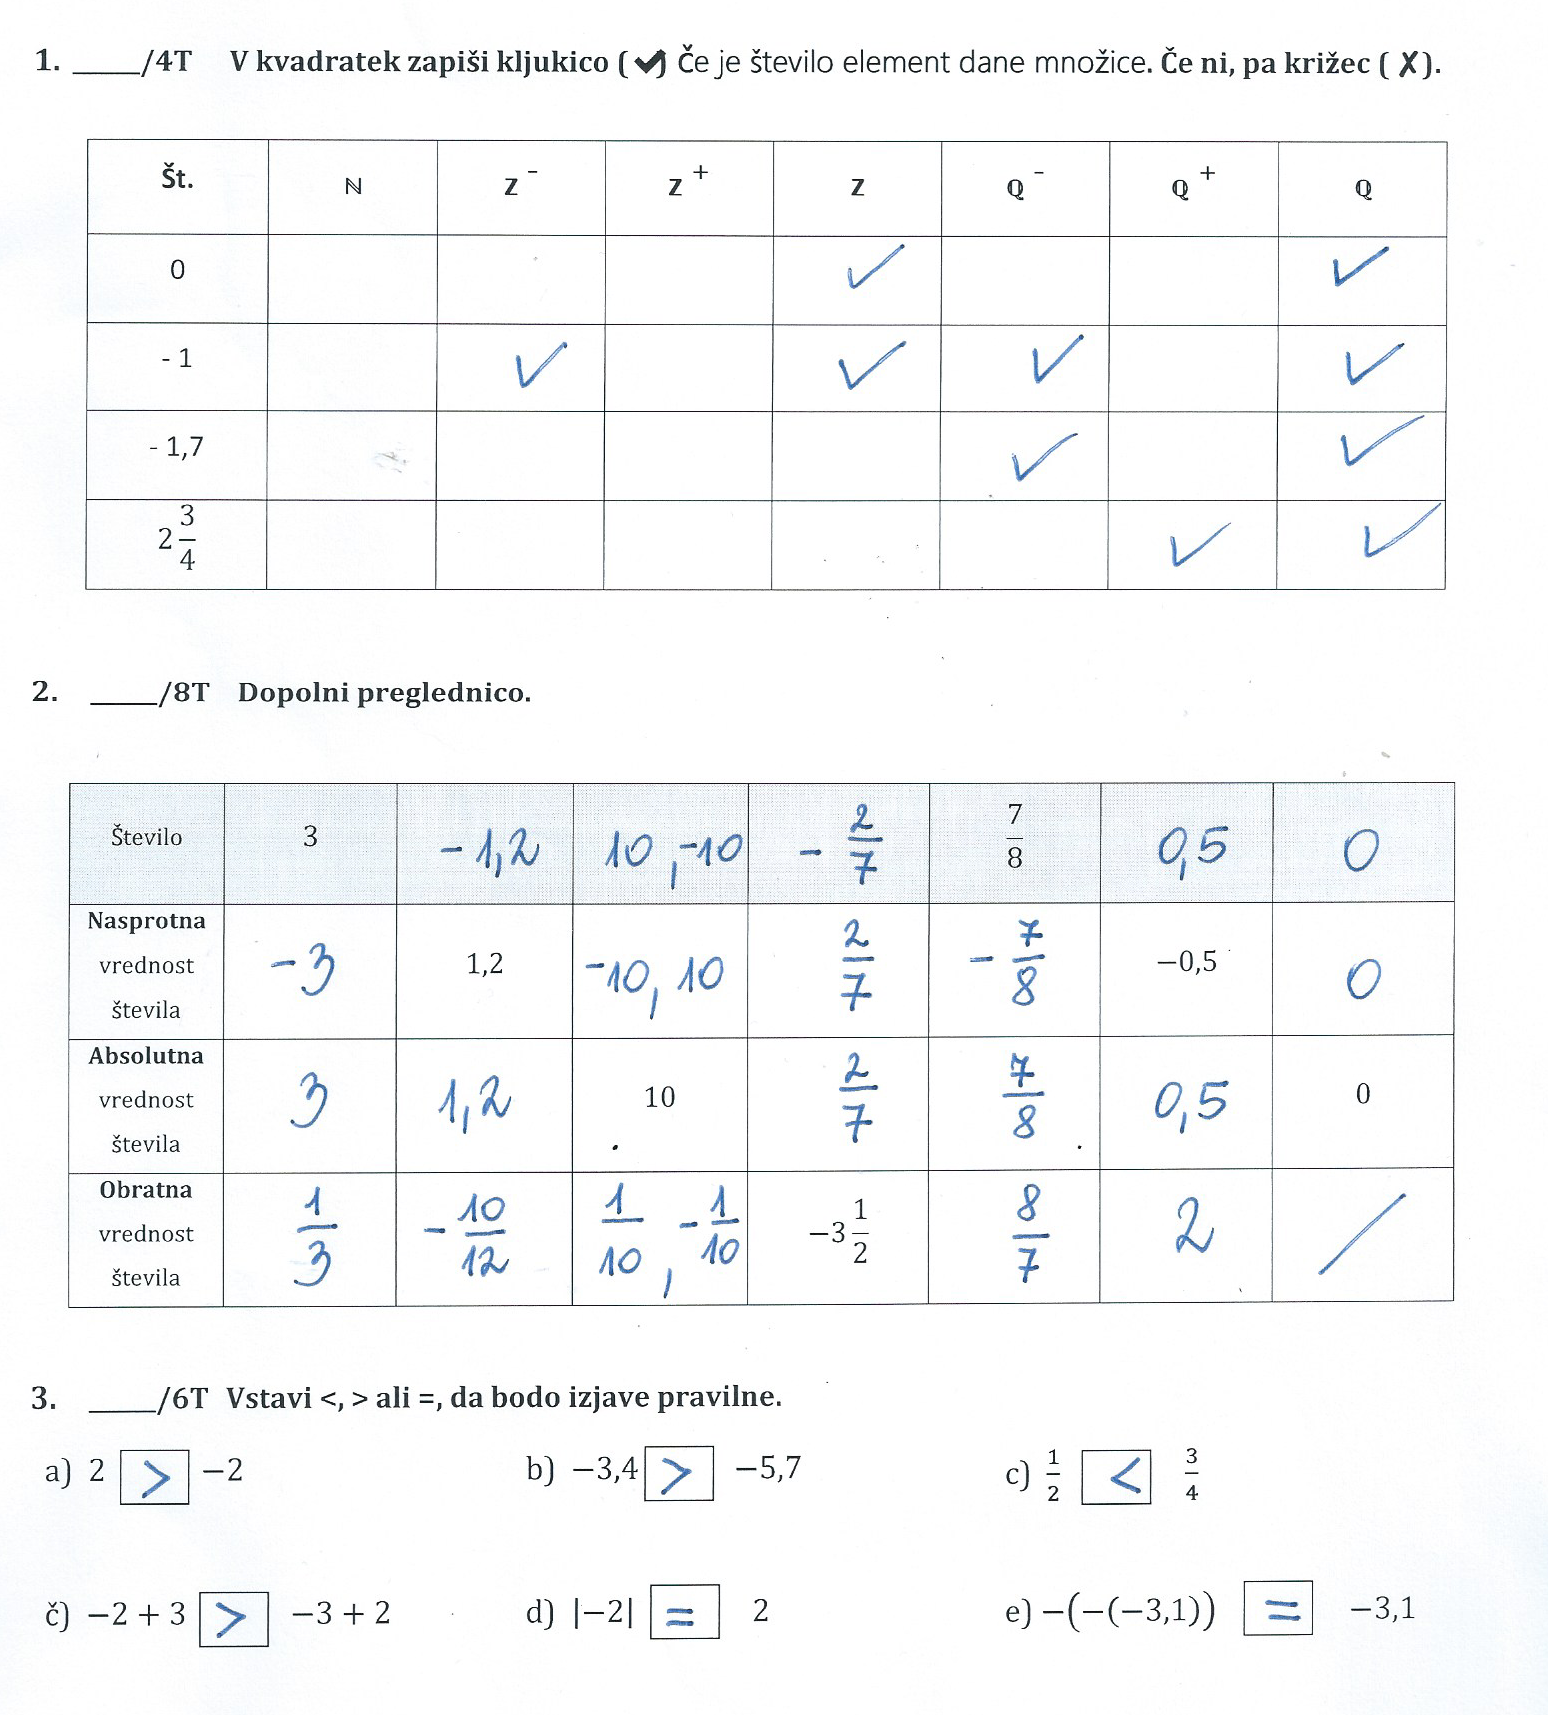 1. ____/4T V kvadratek zapiši kljukico ( ✔) Če je število element dane množice. Če ni, pa križec ( ✗).
Št. ℕ ℤ⁻ ℤ⁺ ℤ ℚ⁻ ℚ⁺ ℚ
0 ✓ ✓
- 1 ✓ ✓ ✓ ✓
- 1,7 ✓ ✓
2 3/4 ✓ ✓
2. ____/8T Dopolni preglednico.
Število 3 -1,2 10,-10 -2/7 7/8 0,5 0
Nasprotna vrednost števila -3 1,2 -10, 10 2/7 -7/8 −0,5 0
Absolutna vrednost števila 3 1,2 10 2/7 7/8 0,5 0
Obratna vrednost števila 1/3 -10/12 1/10, -1/10 −3 1/2 8/7 2 /
3. ____/6T Vstavi <, > ali =, da bodo izjave pravilne.
a) 2 > −2 b) −3,4 > −5,7 c) 1/2 < 3/4
č) −2 + 3 > −3 + 2 d) |−2| = 2 e) −(−(−3,1)) = −3,1